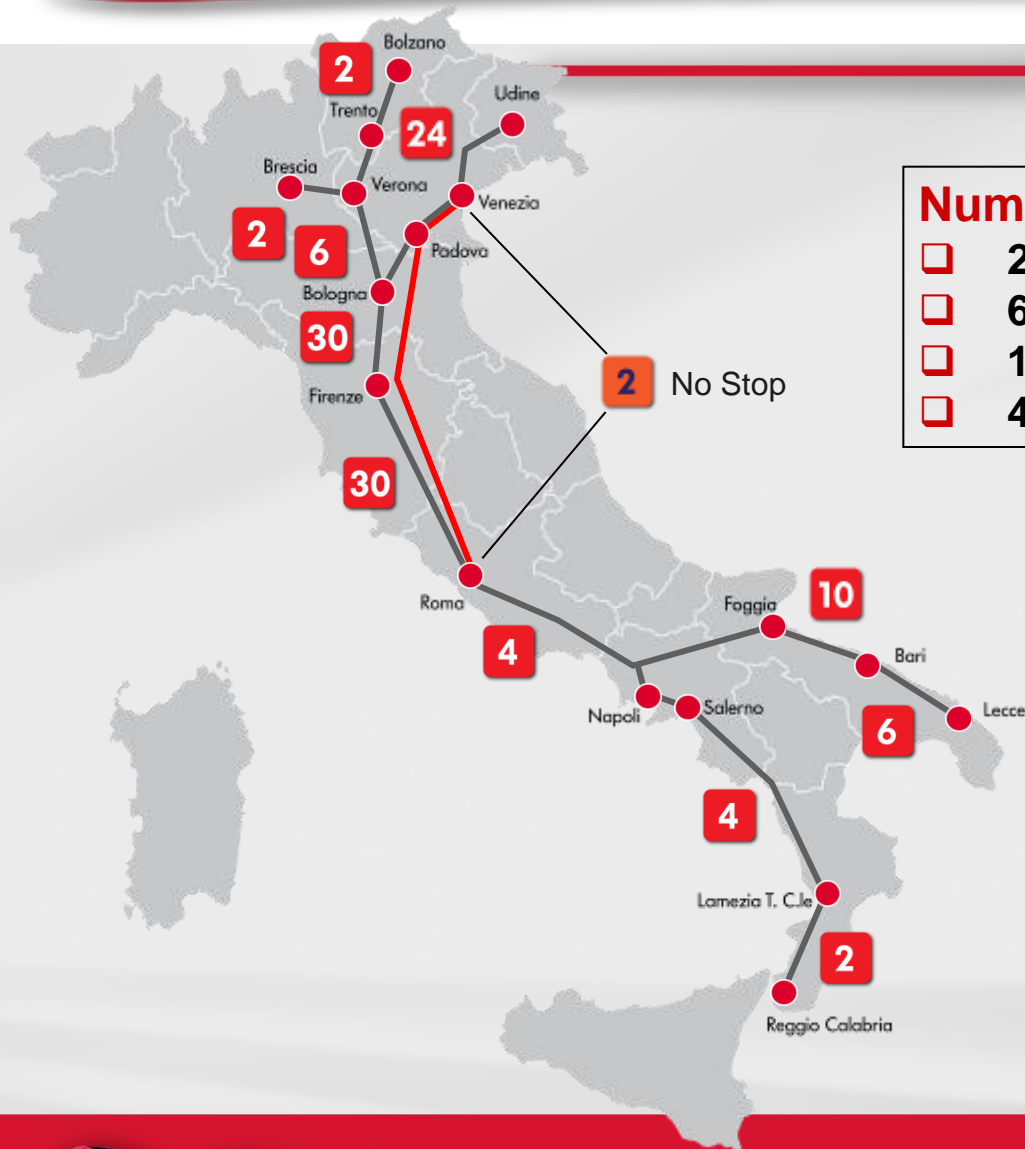 Bolzano
2
Udine
Trento
24
Brescia
Verona
Venezia
2
6
Padova
Bologna
30
Firenze
2 No Stop
30
Roma
4
Foggia
10
Bari
Napoli
Salerno
Lecce
6
4
Lamezia T. C.le
2
Reggio Calabria
Num
2
6
1
4